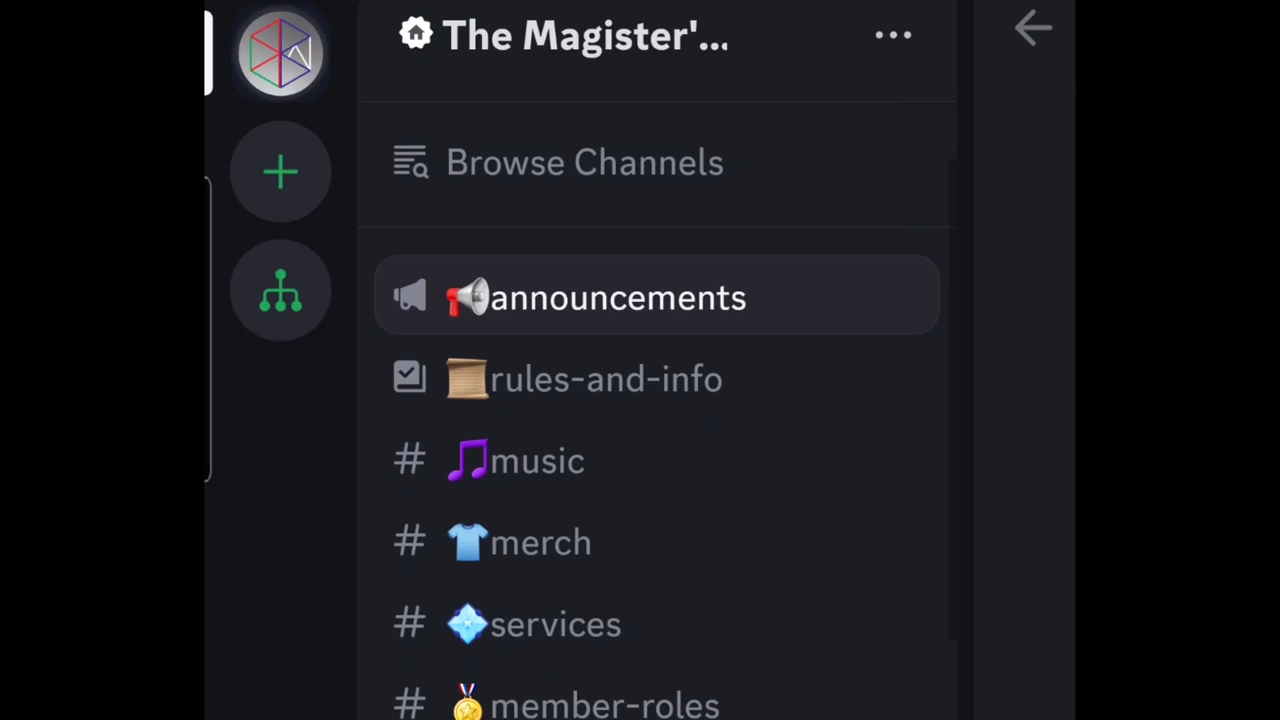 The Magister'...
Browse Channels
📢announcements
📜rules-and-info
# 🎵music
# 👕merch
# 💠services
# 🏅member-roles